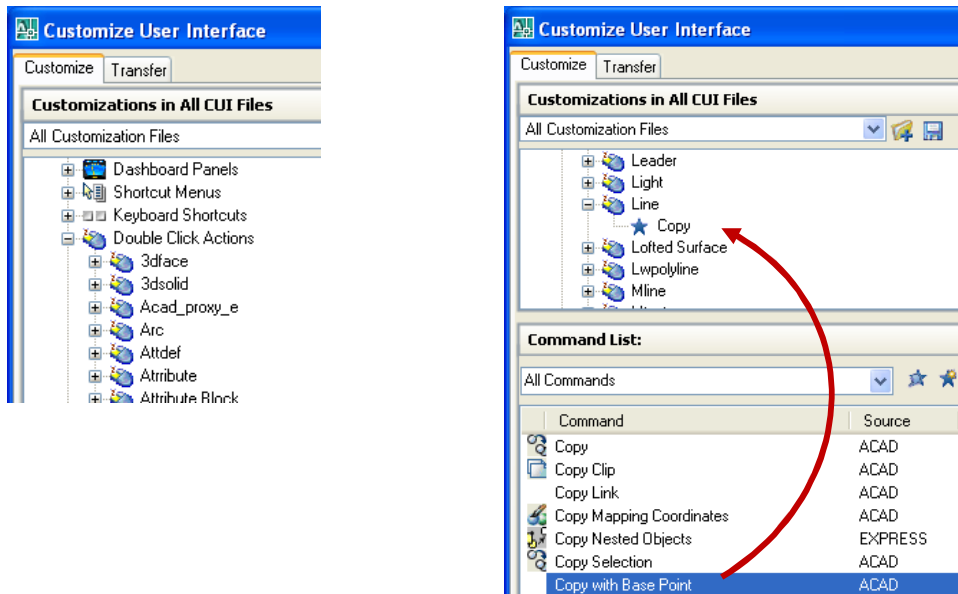 Customize User Interface
Customize Transfer
Customizations in All CUI Files
All Customization Files
Dashboard Panels
Shortcut Menus
Keyboard Shortcuts
Double Click Actions
3dface
3dsolid
Acad_proxy_e
Arc
Attdef
Attribute
Attribute Block
Customize User Interface
Customize Transfer
Customizations in All CUI Files
All Customization Files
Leader
Light
Line
Copy
Lofted Surface
Lwpolyline
Mline
Command List:
All Commands
Command Source
Copy ACAD
Copy Clip ACAD
Copy Link ACAD
Copy Mapping Coordinates ACAD
Copy Nested Objects EXPRESS
Copy Selection ACAD
Copy with Base Point ACAD